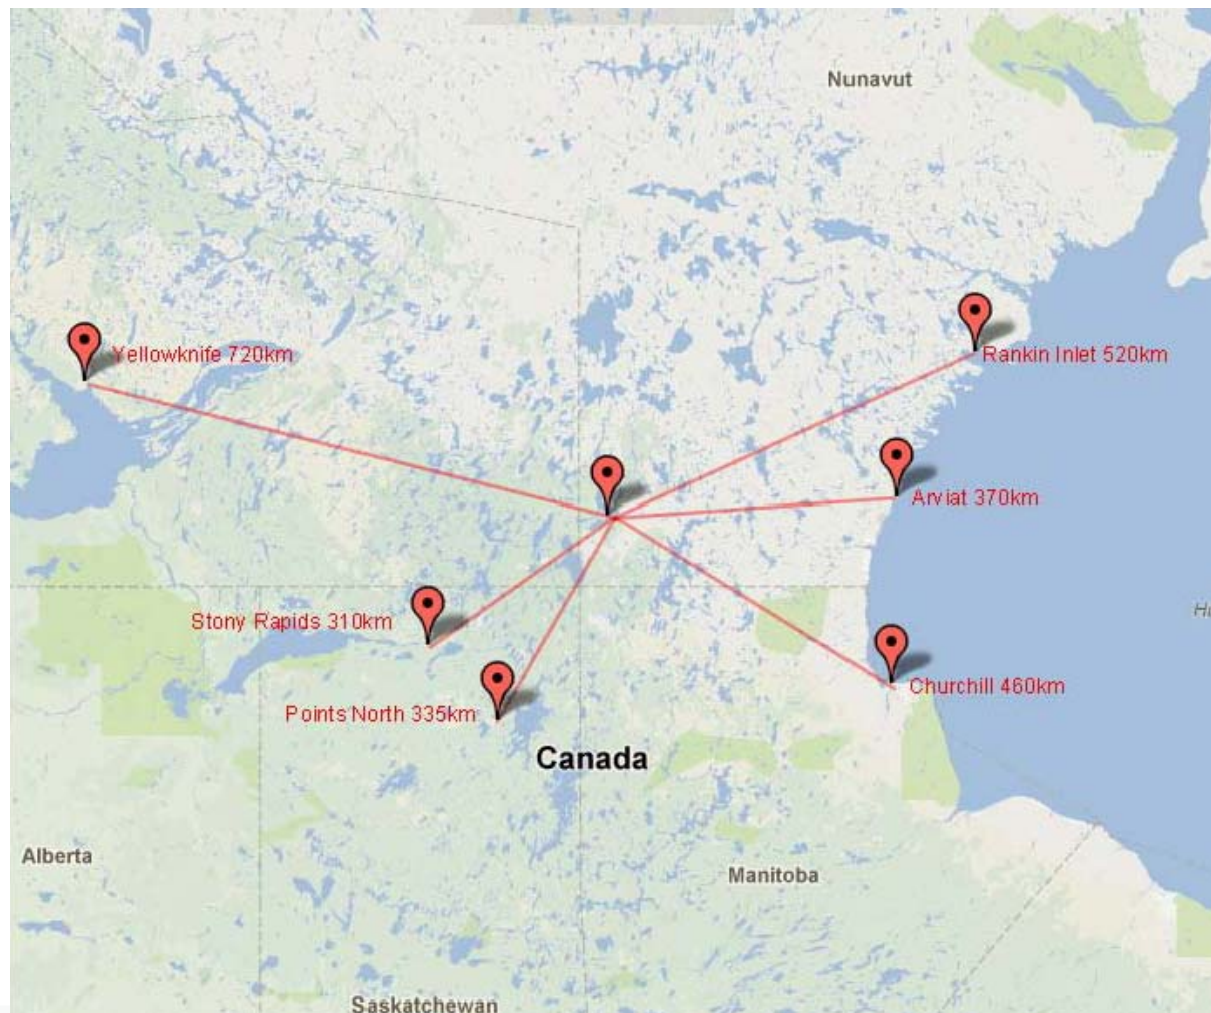 Nunavut
Yellowknife 720km
Rankin Inlet 520km
Arviat 370km
Stony Rapids 310km
Churchill 460km
Points North 335km
Canada
Alberta
Manitoba
Saskatchewan